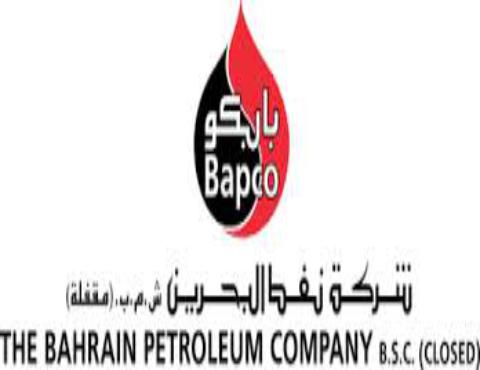 بابكو
Bapco
شركة نفط البحرين ش.م.ب. (مقفلة)
THE BAHRAIN PETROLEUM COMPANY B.S.C. (CLOSED)